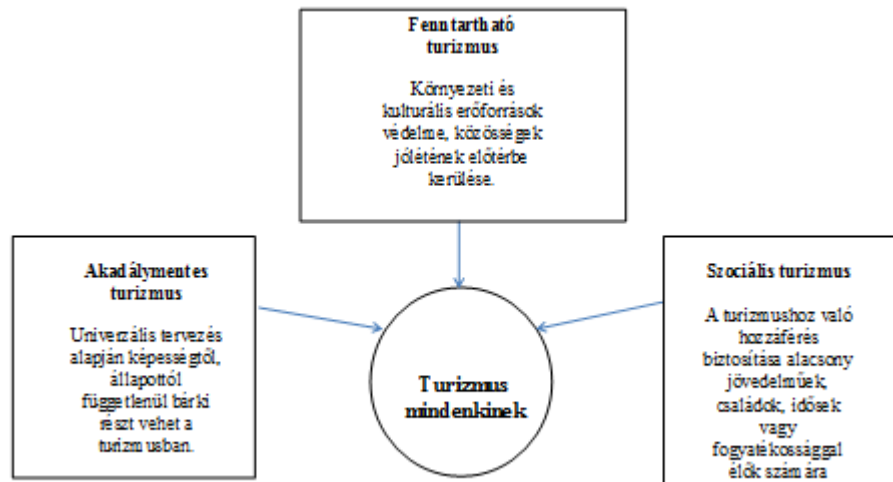 Fenntartható
turizmus
Környezeti és
kulturális erőforrások
védelme, közösségek
jólétének előtérbe
kerülése.
Akadálymentes
turizmus
Univerzális tervezés
alapján képességtől,
állapottól
függetlenül bárki
részt vehet a
turizmusban.
Turizmus
mindenkinek
Szociális turizmus
A turizmushoz való
hozzáférés
biztosítása alacsony
jövedelműek,
családok, idősek
vagy
fogyatékossággal
élők számára